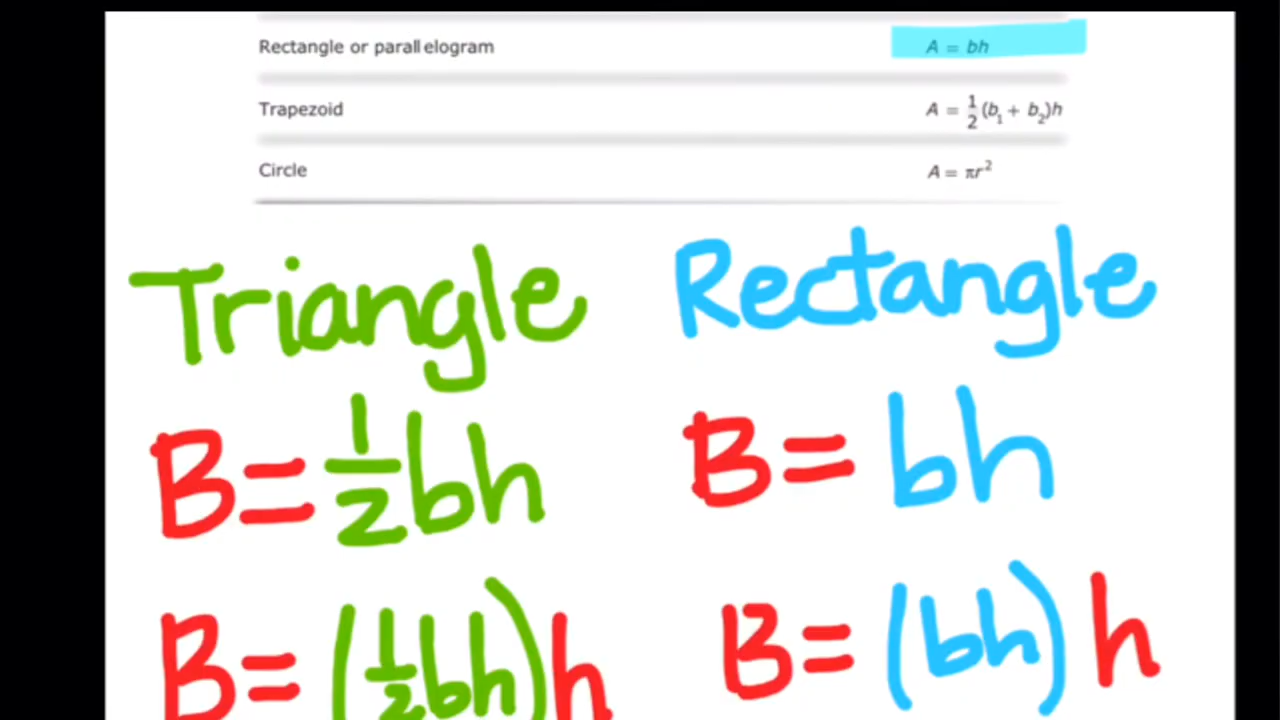 Rectangle or parallelogram A = bh
Trapezoid A = 1/2 (b₁ + b₂)h
Circle A = πr²
Triangle Rectangle
B = 1/2 bh B = bh
B = (1/2 bh) h B = (bh) h